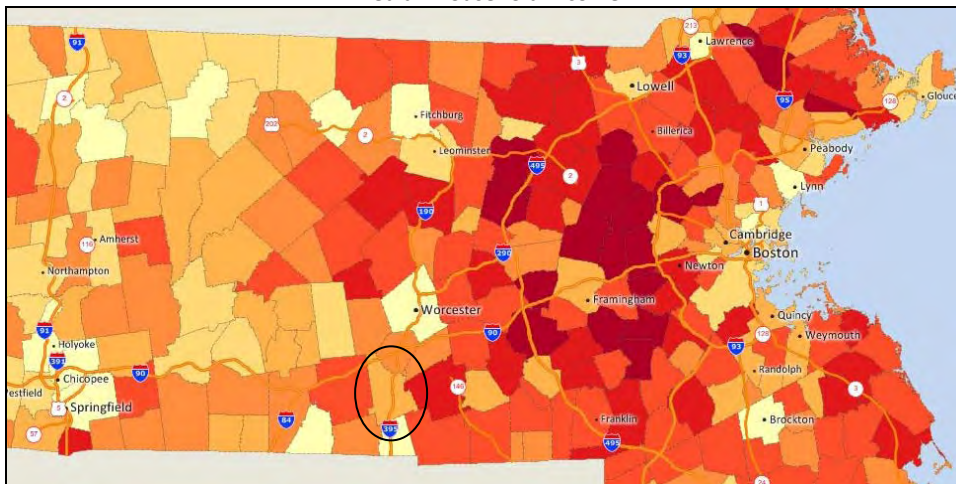 91
2
202
2
Fitchburg
Leominster
3
213
93
Lawrence
Lowell
95
128
Glouce
Billerica
Peabody
495
2
Lynn
1
190
Cambridge
Boston
116
Amherst
Northampton
290
Newton
Worcester
Framingham
Quincy
128
Weymouth
91
Holyoke
391
90
Chicopee
90
93
Randolph
3
estfield
5
Springfield
57
84
395
146
Franklin
495
Brockton
24